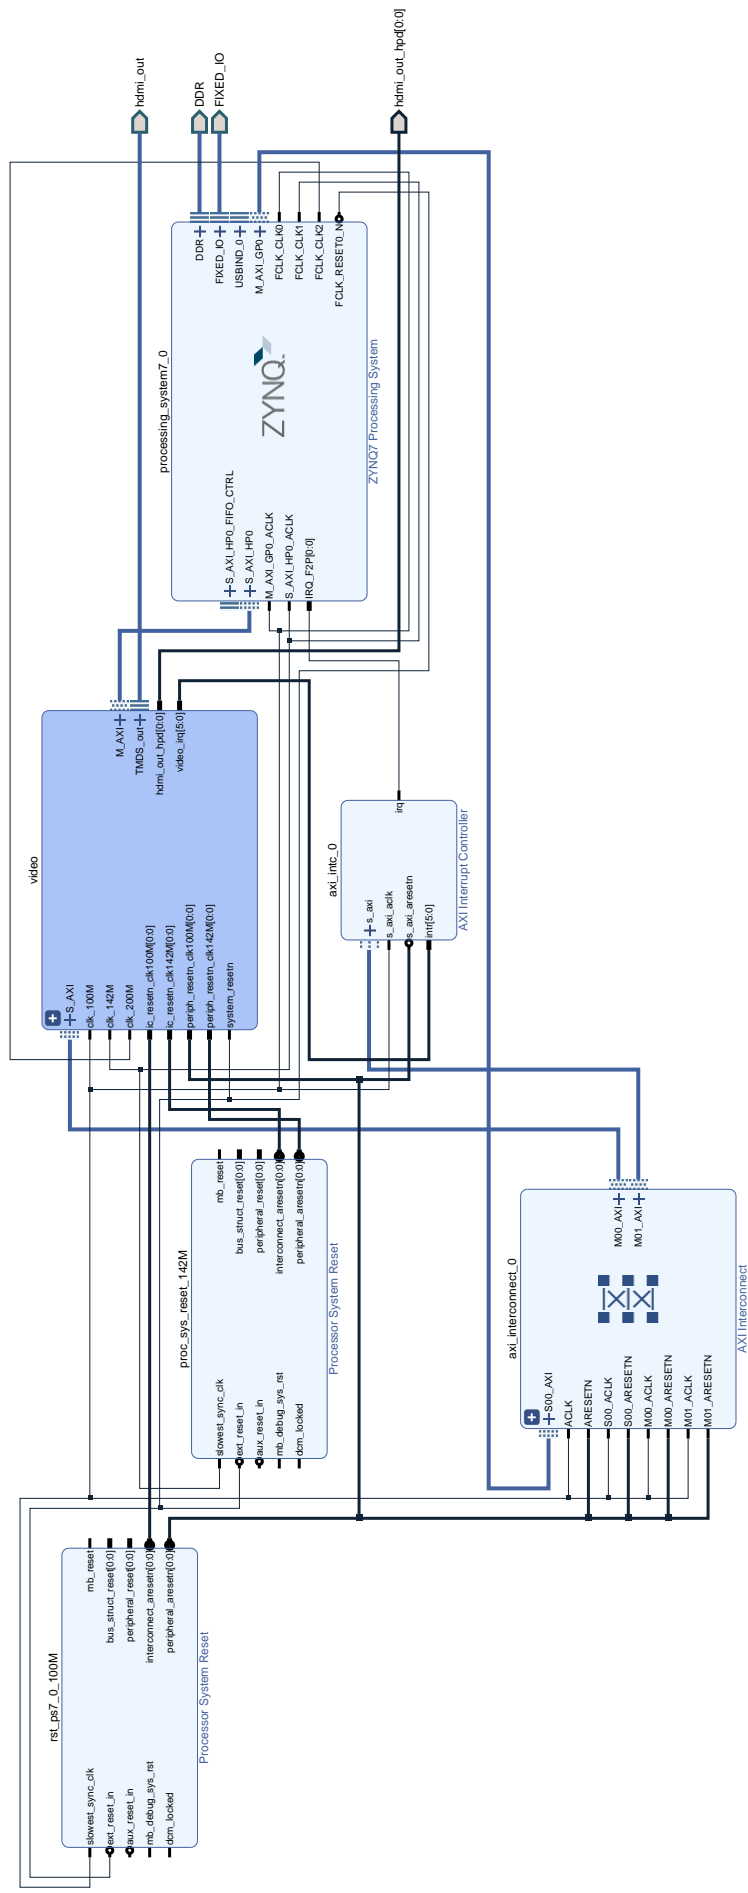 hdmi_out
DDR
FIXED_IO
hdmi_out_hpd[0:0]
processing_system7_0
DDR
FIXED_IO
USBIND_0
M_AXI_GP0
FCLK_CLK0
FCLK_CLK1
FCLK_CLK2
FCLK_RESET0_N
ZYNQ
S_AXI_HP0_FIFO_CTRL
S_AXI_HP0
M_AXI_GP0_ACLK
S_AXI_HP0_ACLK
IRQ_F2P[0:0]
ZYNQ7 Processing System
video
M_AXI
TMDS_out
hdmi_out_hpd[0:0]
video_irq[5:0]
S_AXI
clk_100M
clk_142M
clk_200M
ic_resetn_clk100M[0:0]
ic_resetn_clk142M[0:0]
periph_resetn_clk100M[0:0]
periph_resetn_clk142M[0:0]
system_resetn
axi_intc_0
irq
s_axi
s_axi_aclk
s_axi_aresetn
intr[5:0]
AXI Interrupt Controller
proc_sys_reset_142M
mb_reset
bus_struct_reset[0:0]
peripheral_reset[0:0]
interconnect_aresetn[0:0]
peripheral_aresetn[0:0]
slowest_sync_clk
ext_reset_in
aux_reset_in
mb_debug_sys_rst
dcm_locked
Processor System Reset
axi_interconnect_0
M00_AXI
M01_AXI
S00_AXI
ACLK
ARESETN
S00_ACLK
S00_ARESETN
M00_ACLK
M00_ARESETN
M01_ACLK
M01_ARESETN
AXI Interconnect
rst_ps7_0_100M
mb_reset
bus_struct_reset[0:0]
peripheral_reset[0:0]
interconnect_aresetn[0:0]
peripheral_aresetn[0:0]
slowest_sync_clk
ext_reset_in
aux_reset_in
mb_debug_sys_rst
dcm_locked
Processor System Reset